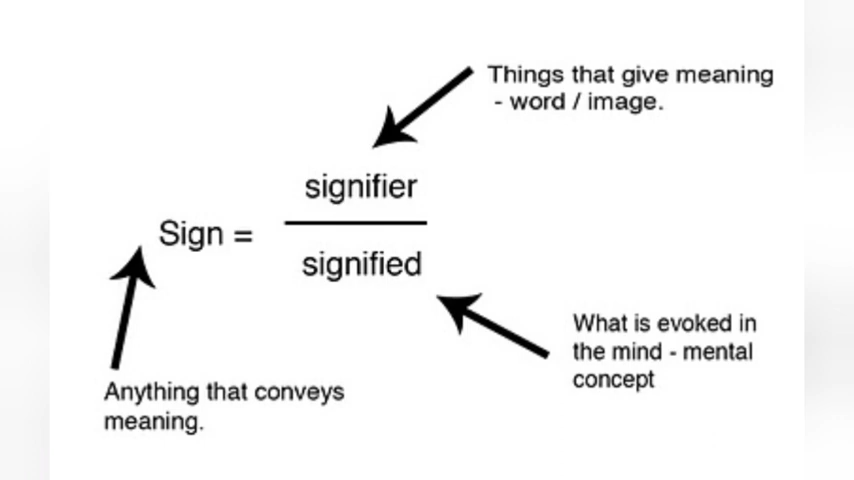 Things that give meaning
- word / image.
signifier
Sign =
signified
What is evoked in
the mind - mental
concept
Anything that conveys
meaning.